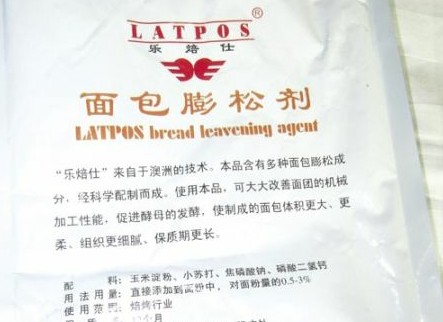 LATPOS®
乐焙仕
面包膨松剂
LATPOS bread leavening agent
“乐焙仕”来自于澳洲的技术。本品含有多种面包膨松成
分，经科学配制而成。使用本品，可大大改善面团的机械
加工性能，促进酵母的发酵，使制成的面包体积更大、更
柔、组织更细腻、保质期更长。
配 料：玉米淀粉、小苏打、焦磷酸钠、磷酸二氢钙
用法用量：直接添加到面粉中，对面粉量的0.5-3%
使用范围：焙烤行业